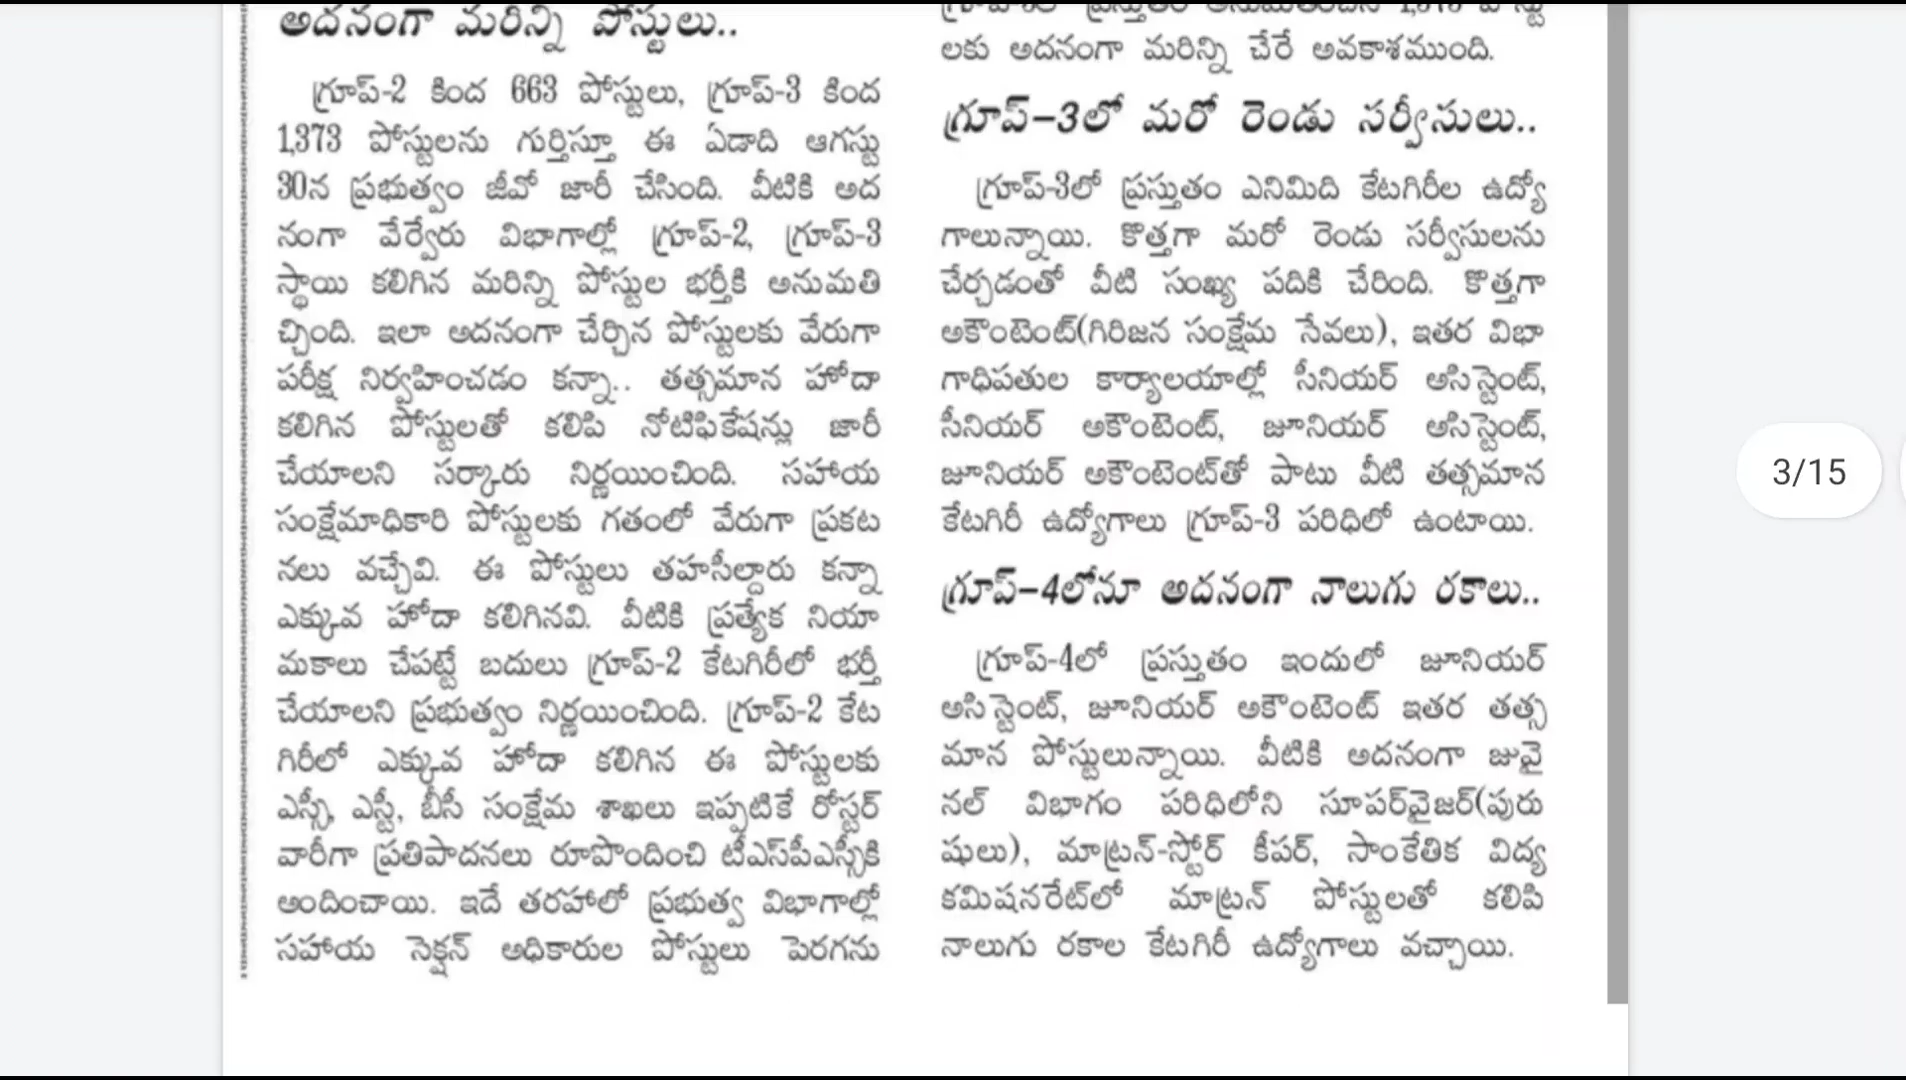 అదనంగా మరిన్ని పోస్టులు..
గ్రూప్-2 కింద 663 పోస్టులు, గ్రూప్-3 కింద
1,373 పోస్టులను గుర్తిస్తూ ఈ ఏడాది ఆగస్టు
30న ప్రభుత్వం జీవో జారీ చేసింది. వీటికి అద
నంగా వేర్వేరు విభాగాల్లో గ్రూప్-2, గ్రూప్-3
స్థాయి కలిగిన మరిన్ని పోస్టుల భర్తీకి అనుమతి
చ్చింది. ఇలా అదనంగా చేర్చిన పోస్టులకు వేరుగా
పరీక్ష నిర్వహించడం కన్నా.. తత్సమాన హోదా
కలిగిన పోస్టులతో కలిపి నోటిఫికేషన్లు జారీ
చేయాలని సర్కారు నిర్ణయించింది. సహాయ
సంక్షేమాధికారి పోస్టులకు గతంలో వేరుగా ప్రకట
నలు వచ్చేవి. ఈ పోస్టులు తహసీల్దారు కన్నా
ఎక్కువ హోదా కలిగినవి. వీటికి ప్రత్యేక నియా
మకాలు చేపట్టే బదులు గ్రూప్-2 కేటగిరీలో భర్తీ
చేయాలని ప్రభుత్వం నిర్ణయించింది. గ్రూప్-2 కేట
గిరీలో ఎక్కువ హోదా కలిగిన ఈ పోస్టులకు
ఎస్సీ, ఎస్టీ, బీసీ సంక్షేమ శాఖలు ఇప్పటికే రోస్టర్
వారీగా ప్రతిపాదనలు రూపొందించి టీఎస్‌పీఎస్సీకి
అందించాయి. ఇదే తరహాలో ప్రభుత్వ విభాగాల్లో
సహాయ సెక్షన్ అధికారుల పోస్టులు పెరగను
లకు అదనంగా మరిన్ని చేరే అవకాశముంది.
గ్రూప్-3లో మరో రెండు సర్వీసులు..
గ్రూప్-3లో ప్రస్తుతం ఎనిమిది కేటగిరీల ఉద్యో
గాలున్నాయి. కొత్తగా మరో రెండు సర్వీసులను
చేర్చడంతో వీటి సంఖ్య పదికి చేరింది. కొత్తగా
అకౌంటెంట్(గిరిజన సంక్షేమ సేవలు), ఇతర విభా
గాధిపతుల కార్యాలయాల్లో సీనియర్ అసిస్టెంట్,
సీనియర్ అకౌంటెంట్, జూనియర్ అసిస్టెంట్,
జూనియర్ అకౌంటెంట్‌తో పాటు వీటి తత్సమాన
కేటగిరీ ఉద్యోగాలు గ్రూప్-3 పరిధిలో ఉంటాయి.
గ్రూప్-4లోనూ అదనంగా నాలుగు రకాలు..
గ్రూప్-4లో ప్రస్తుతం ఇందులో జూనియర్
అసిస్టెంట్, జూనియర్ అకౌంటెంట్ ఇతర తత్స
మాన పోస్టులున్నాయి. వీటికి అదనంగా జువై
నల్ విభాగం పరిధిలోని సూపర్‌వైజర్(పురు
షులు), మాట్రన్-స్టోర్ కీపర్, సాంకేతిక విద్య
కమిషనరేట్‌లో మాట్రన్ పోస్టులతో కలిపి
నాలుగు రకాల కేటగిరీ ఉద్యోగాలు వచ్చాయి.
3/15